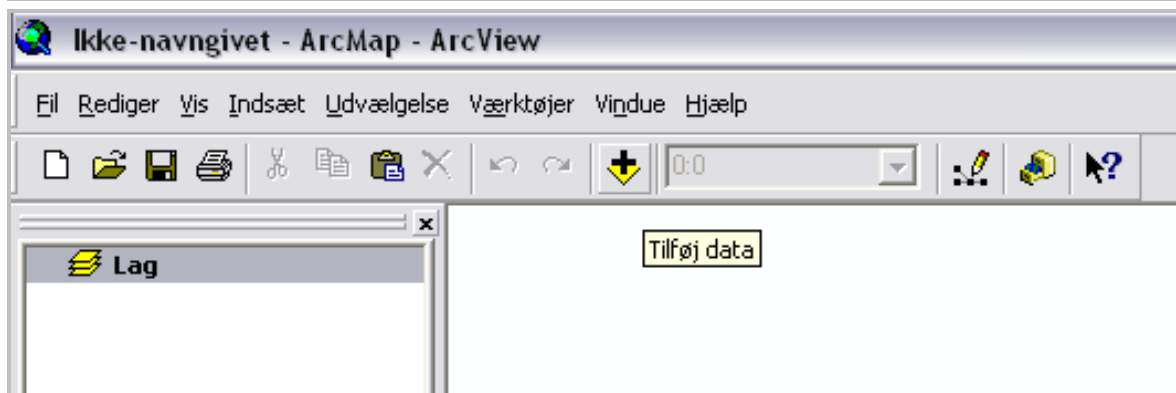 Ikke-navngivet - ArcMap - ArcView
Fil Rediger Vis Indsæt Udvælgelse Værktøjer Vindue Hjælp
0:0
?
x
Lag
Tilføj data